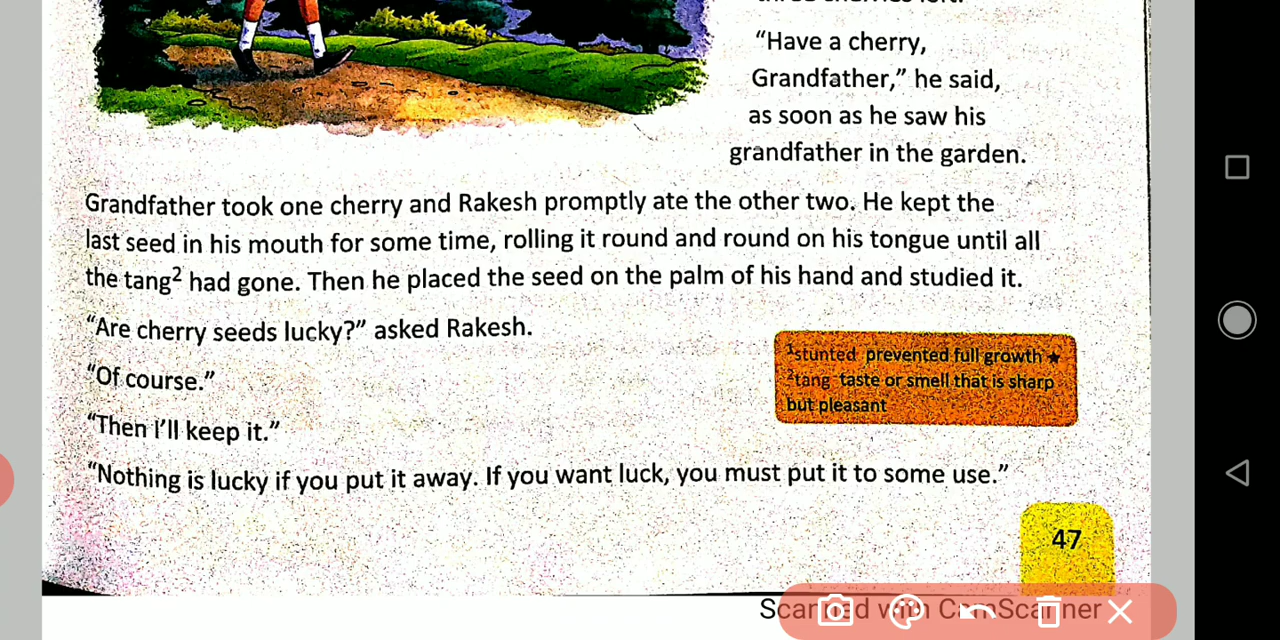 "Have a cherry,
Grandfather," he said,
as soon as he saw his
grandfather in the garden.
Grandfather took one cherry and Rakesh promptly ate the other two. He kept the
last seed in his mouth for some time, rolling it round and round on his tongue until all
the tang² had gone. Then he placed the seed on the palm of his hand and studied it.
"Are cherry seeds lucky?" asked Rakesh.
"Of course."
"Then I'll keep it."
"Nothing is lucky if you put it away. If you want luck, you must put it to some use."
¹stunted prevented full growth ★
²tang taste or smell that is sharp
but pleasant
47
Scanned with CamScanner